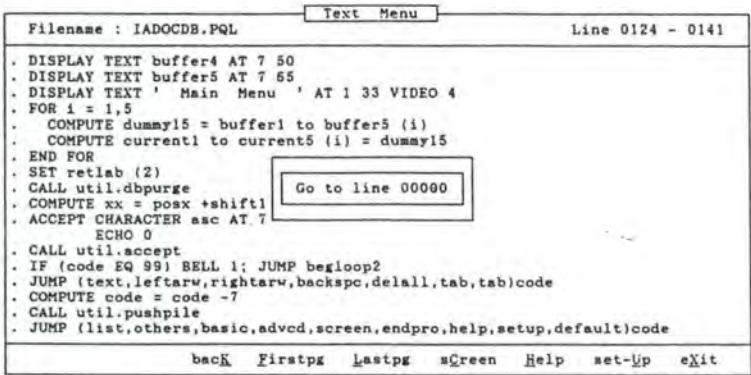 Text Menu
Filename : IADOCDB.PQL Line 0124 - 0141
. DISPLAY TEXT buffer4 AT 7 50
. DISPLAY TEXT buffer5 AT 7 65
. DISPLAY TEXT ' Main Menu ' AT 1 33 VIDEO 4
. FOR i = 1,5
. COMPUTE dummy15 = buffer1 to buffer5 (i)
. COMPUTE current1 to current5 (i) = dummy15
. END FOR
. SET retlab (2)
. CALL util.dbpurge
Go to line 00000
. COMPUTE xx = posx +shift1
. ACCEPT CHARACTER asc AT 7
ECHO 0
. CALL util.accept
. IF (code EQ 99) BELL 1; JUMP begloop2
. JUMP (text,leftarw,rightarw,backspc,delall,tab,tab)code
. COMPUTE code = code -7
. CALL util.pushpile
. JUMP (list,others,basic,advcd,screen,endpro,help,setup,default)code
bacK Firstpg Lastpg sCreen Help set-Up eXit